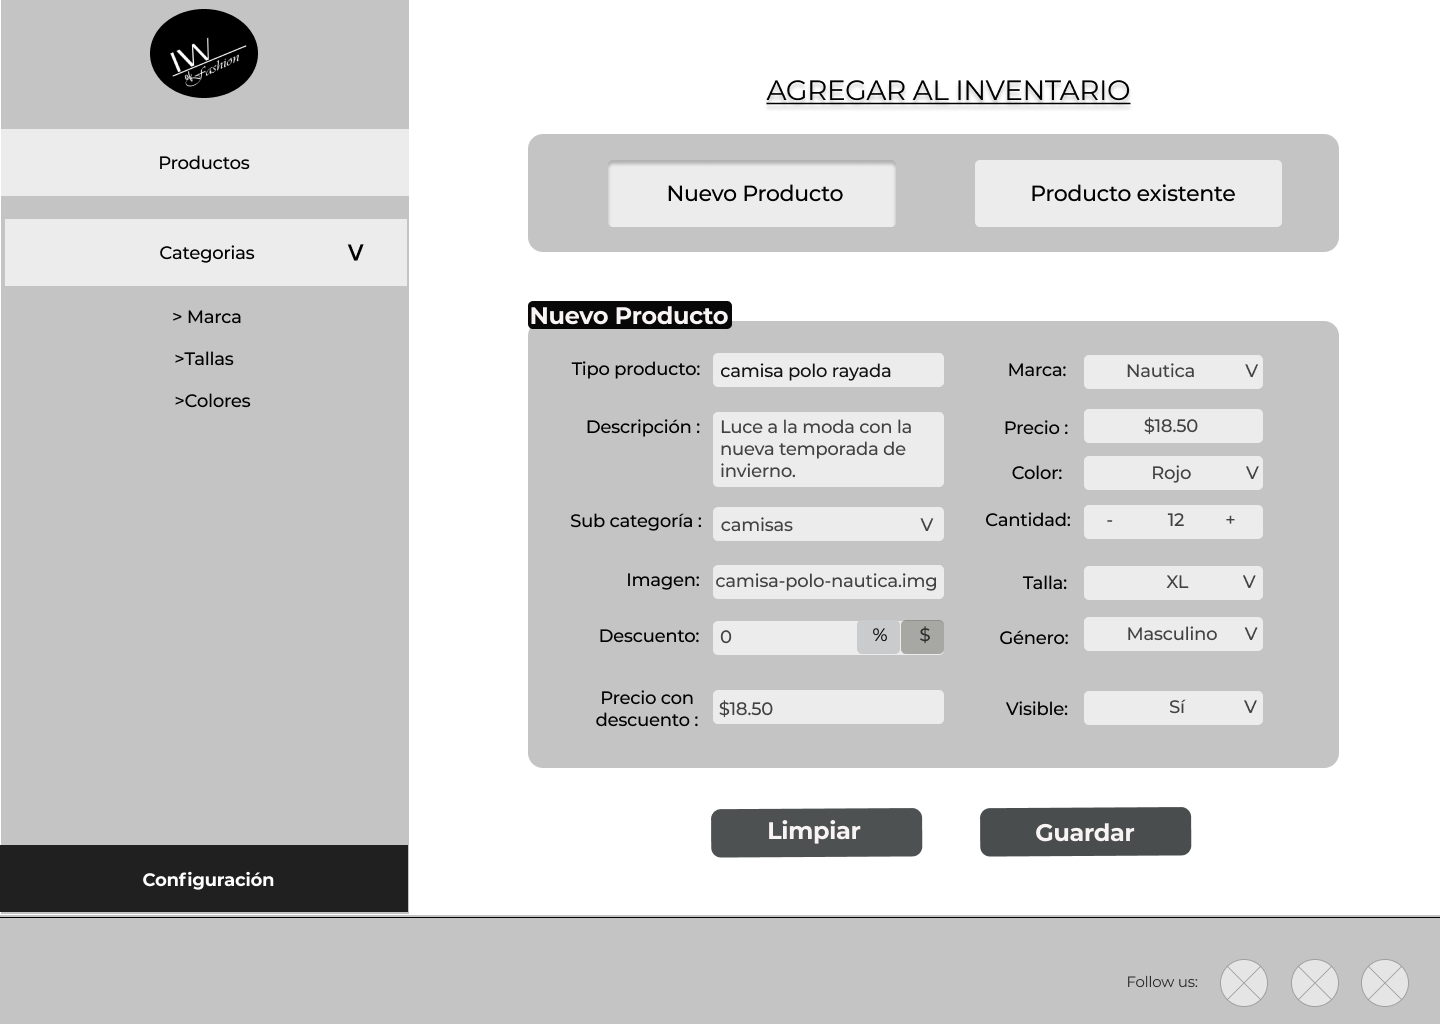 IW
Fashion
AGREGAR AL INVENTARIO
Productos
Nuevo Producto
Producto existente
Categorias V
> Marca
>Tallas
>Colores
Nuevo Producto
Tipo producto: camisa polo rayada
Marca: Nautica V
Descripción : Luce a la moda con la
nueva temporada de
invierno.
Precio : $18.50
Color: Rojo V
Sub categoría : camisas V
Cantidad: - 12 +
Imagen: camisa-polo-nautica.img
Talla: XL V
Descuento: 0 % $
Género: Masculino V
Precio con
descuento : $18.50
Visible: Sí V
Limpiar
Guardar
Configuración
Follow us: